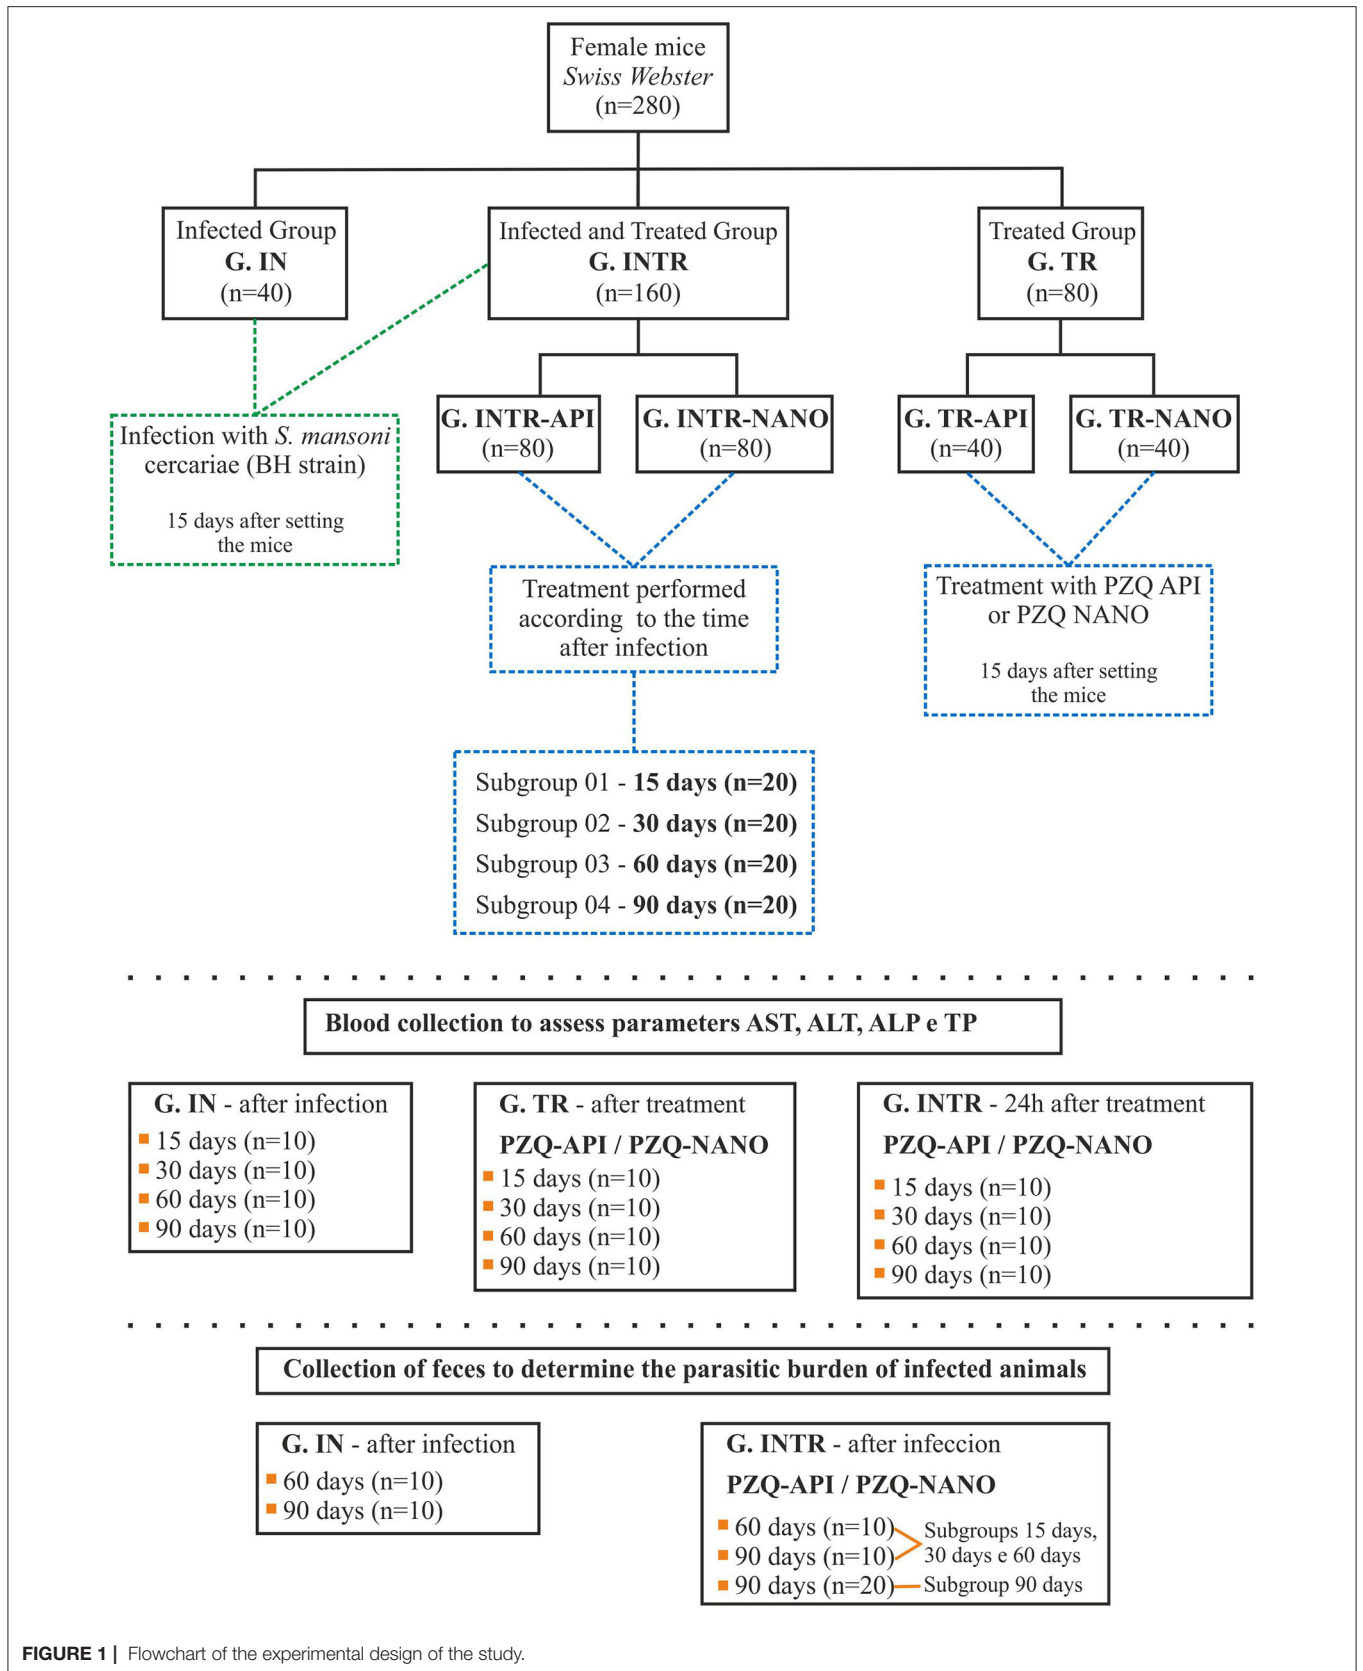 Female mice
Swiss Webster
(n=280)
Infected Group
G. IN
(n=40)
Infected and Treated Group
G. INTR
(n=160)
Treated Group
G. TR
(n=80)
Infection with S. mansoni
cercariae (BH strain)
15 days after setting
the mice
G. INTR-API
(n=80)
G. INTR-NANO
(n=80)
G. TR-API
(n=40)
G. TR-NANO
(n=40)
Treatment performed
according to the time
after infection
Treatment with PZQ API
or PZQ NANO
15 days after setting
the mice
Subgroup 01 - 15 days (n=20)
Subgroup 02 - 30 days (n=20)
Subgroup 03 - 60 days (n=20)
Subgroup 04 - 90 days (n=20)
Blood collection to assess parameters AST, ALT, ALP e TP
G. IN - after infection
15 days (n=10)
30 days (n=10)
60 days (n=10)
90 days (n=10)
G. TR - after treatment
PZQ-API / PZQ-NANO
15 days (n=10)
30 days (n=10)
60 days (n=10)
90 days (n=10)
G. INTR - 24h after treatment
PZQ-API / PZQ-NANO
15 days (n=10)
30 days (n=10)
60 days (n=10)
90 days (n=10)
Collection of feces to determine the parasitic burden of infected animals
G. IN - after infection
60 days (n=10)
90 days (n=10)
G. INTR - after infeccion
PZQ-API / PZQ-NANO
60 days (n=10)
90 days (n=10)
90 days (n=20)
Subgroups 15 days,
30 days e 60 days
Subgroup 90 days
FIGURE 1 | Flowchart of the experimental design of the study.